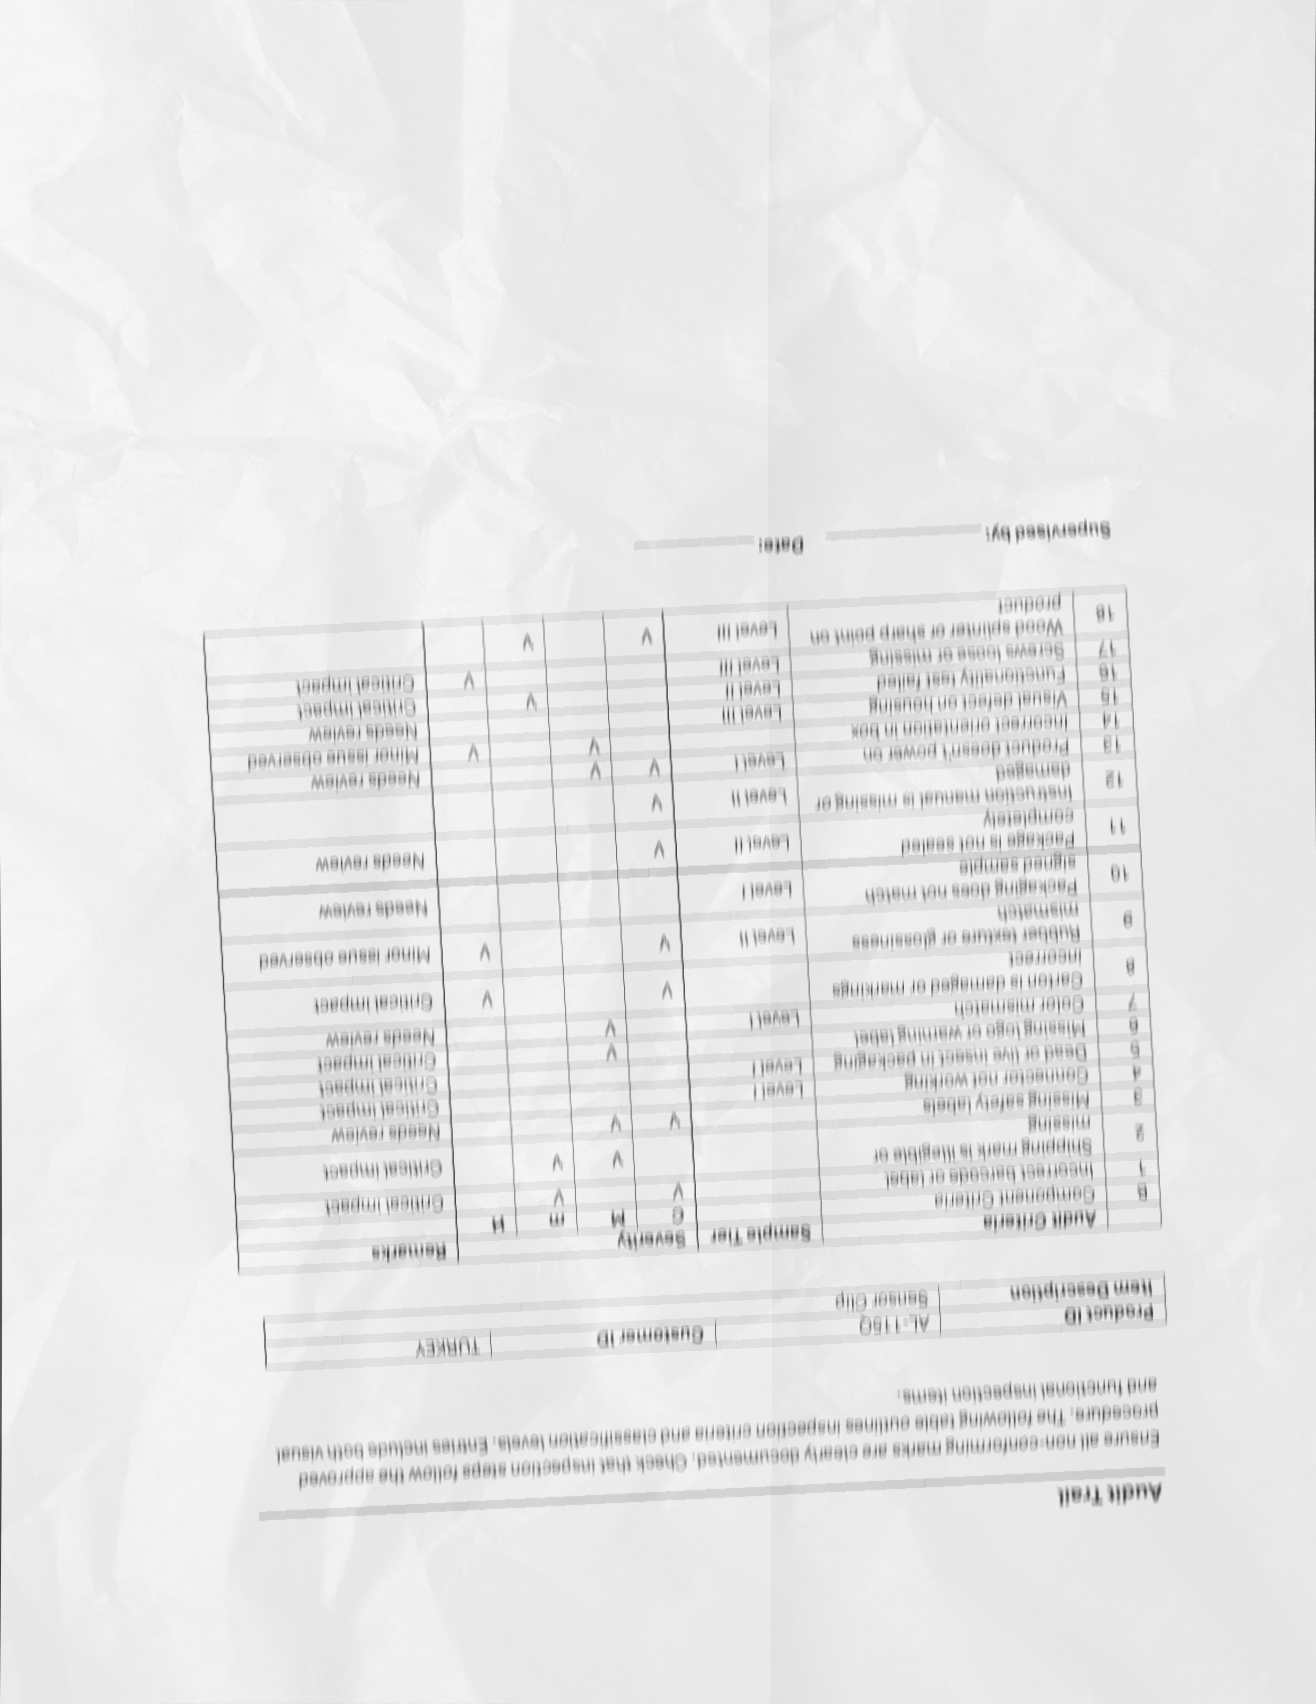 Audit Trail
Ensure all non-conforming marks are clearly documented. Check that inspection steps follow the approved
procedure. The following table outlines inspection criteria and classification levels. Entries include both visual
and functional inspection items.
Product ID AL-115Q Customer ID TURKEY
Item Description Sensor Clip
Audit Criteria Sample Tier Severity Remarks
C M m H
B Component Criteria
1 Incorrect barcode or label V V Critical impact
2 Shipping mark is illegible or V V Critical impact
missing
3 Missing safety labels V V Needs review
4 Connector not working Level I Critical impact
5 Dead or live insect in packaging Level I Critical impact
6 Missing logo or warning label V Critical impact
7 Color mismatch Level I V Needs review
8 Carton is damaged or markings V V Critical impact
incorrect
9 Rubber texture or glossiness Level II V V Minor issue observed
mismatch
10 Packaging does not match Level I Needs review
signed sample
11 Package is not sealed Level II V Needs review
completely
12 Instruction manual is missing or Level II V
damaged
13 Product doesn't power on Level I V V Needs review
14 Incorrect orientation in box V V Minor issue observed
15 Visual defect on housing Level III Needs review
16 Functionality test failed Level II V Critical impact
17 Screws loose or missing Level III V Critical impact
18 Wood splinter or sharp point on Level III V V
product
Supervised by: Date: